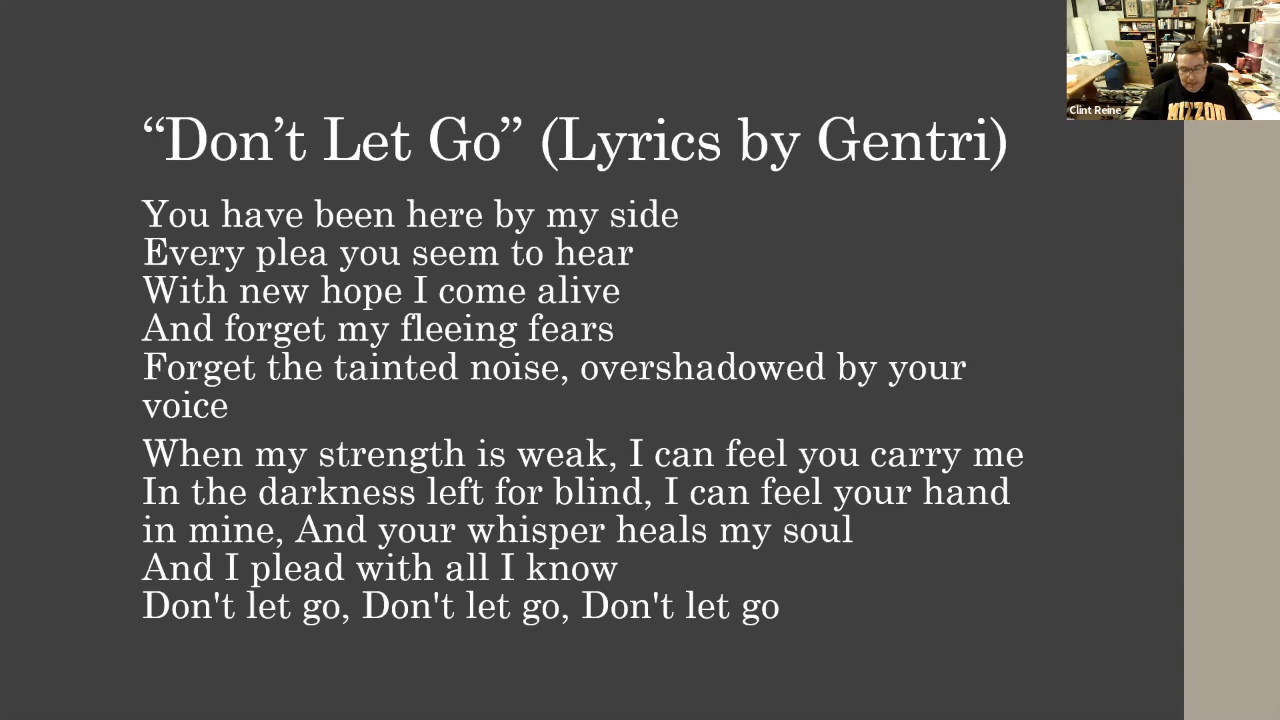 “Don’t Let Go” (Lyrics by Gentri)
You have been here by my side
Every plea you seem to hear
With new hope I come alive
And forget my fleeing fears
Forget the tainted noise, overshadowed by your
voice
When my strength is weak, I can feel you carry me
In the darkness left for blind, I can feel your hand
in mine, And your whisper heals my soul
And I plead with all I know
Don't let go, Don't let go, Don't let go
Clint Reine
MIZZOU